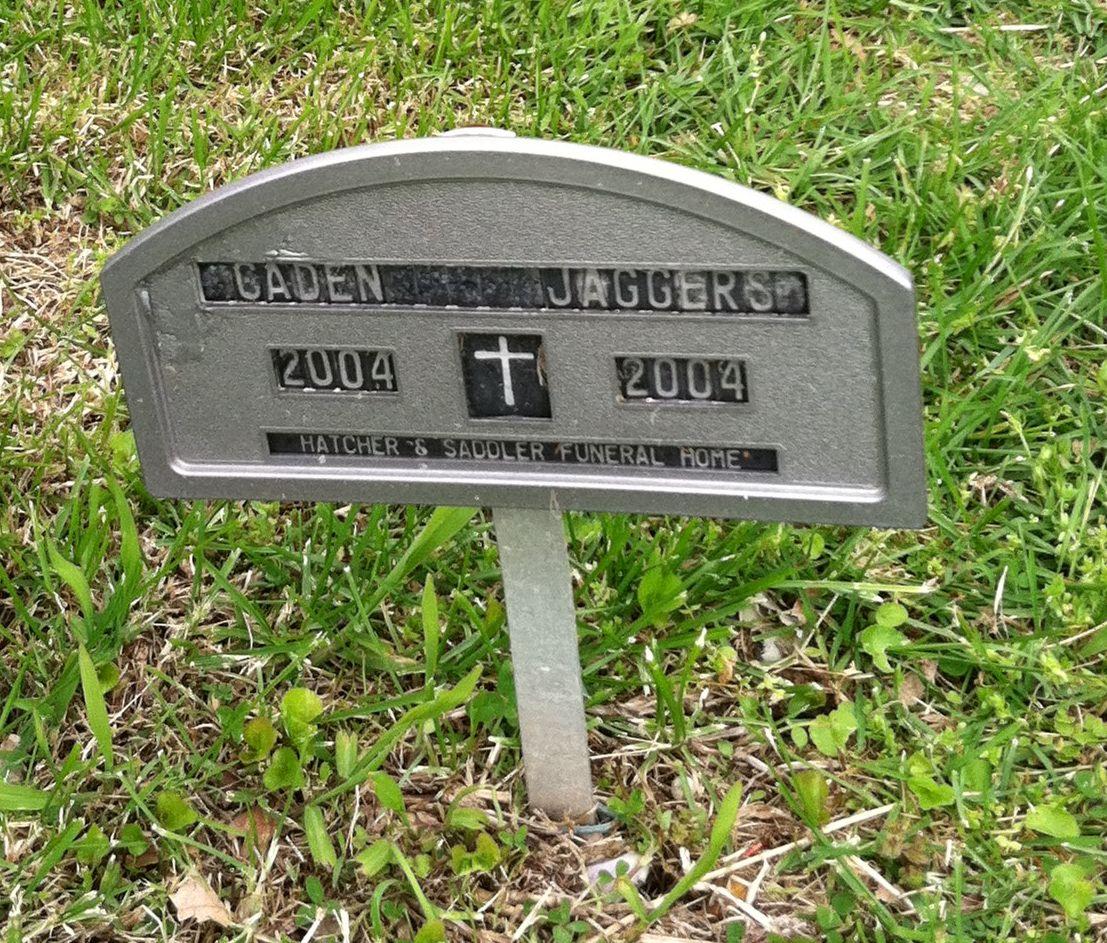 CADEN JAGGERS
2004 2004
HATCHER & SADDLER FUNERAL HOME